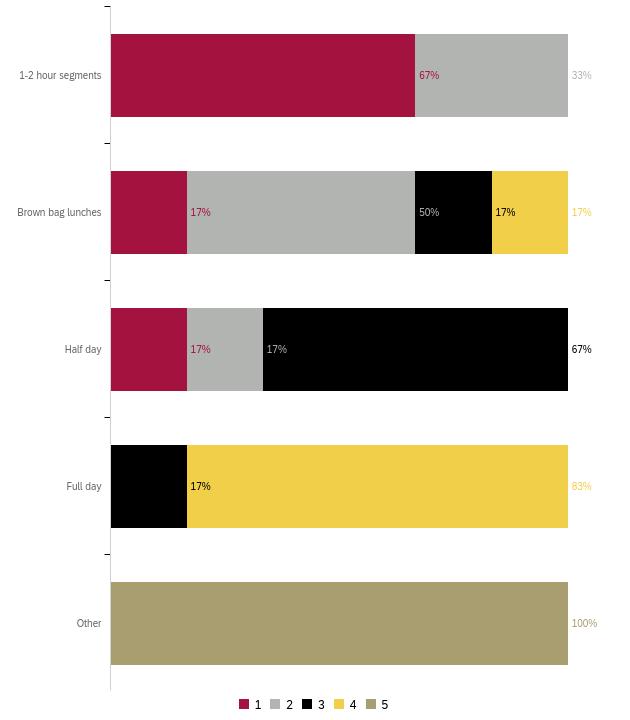 1-2 hour segments 67% 33%
Brown bag lunches 17% 50% 17% 17%
Half day 17% 17% 67%
Full day 17% 83%
Other 100%
1 2 3 4 5